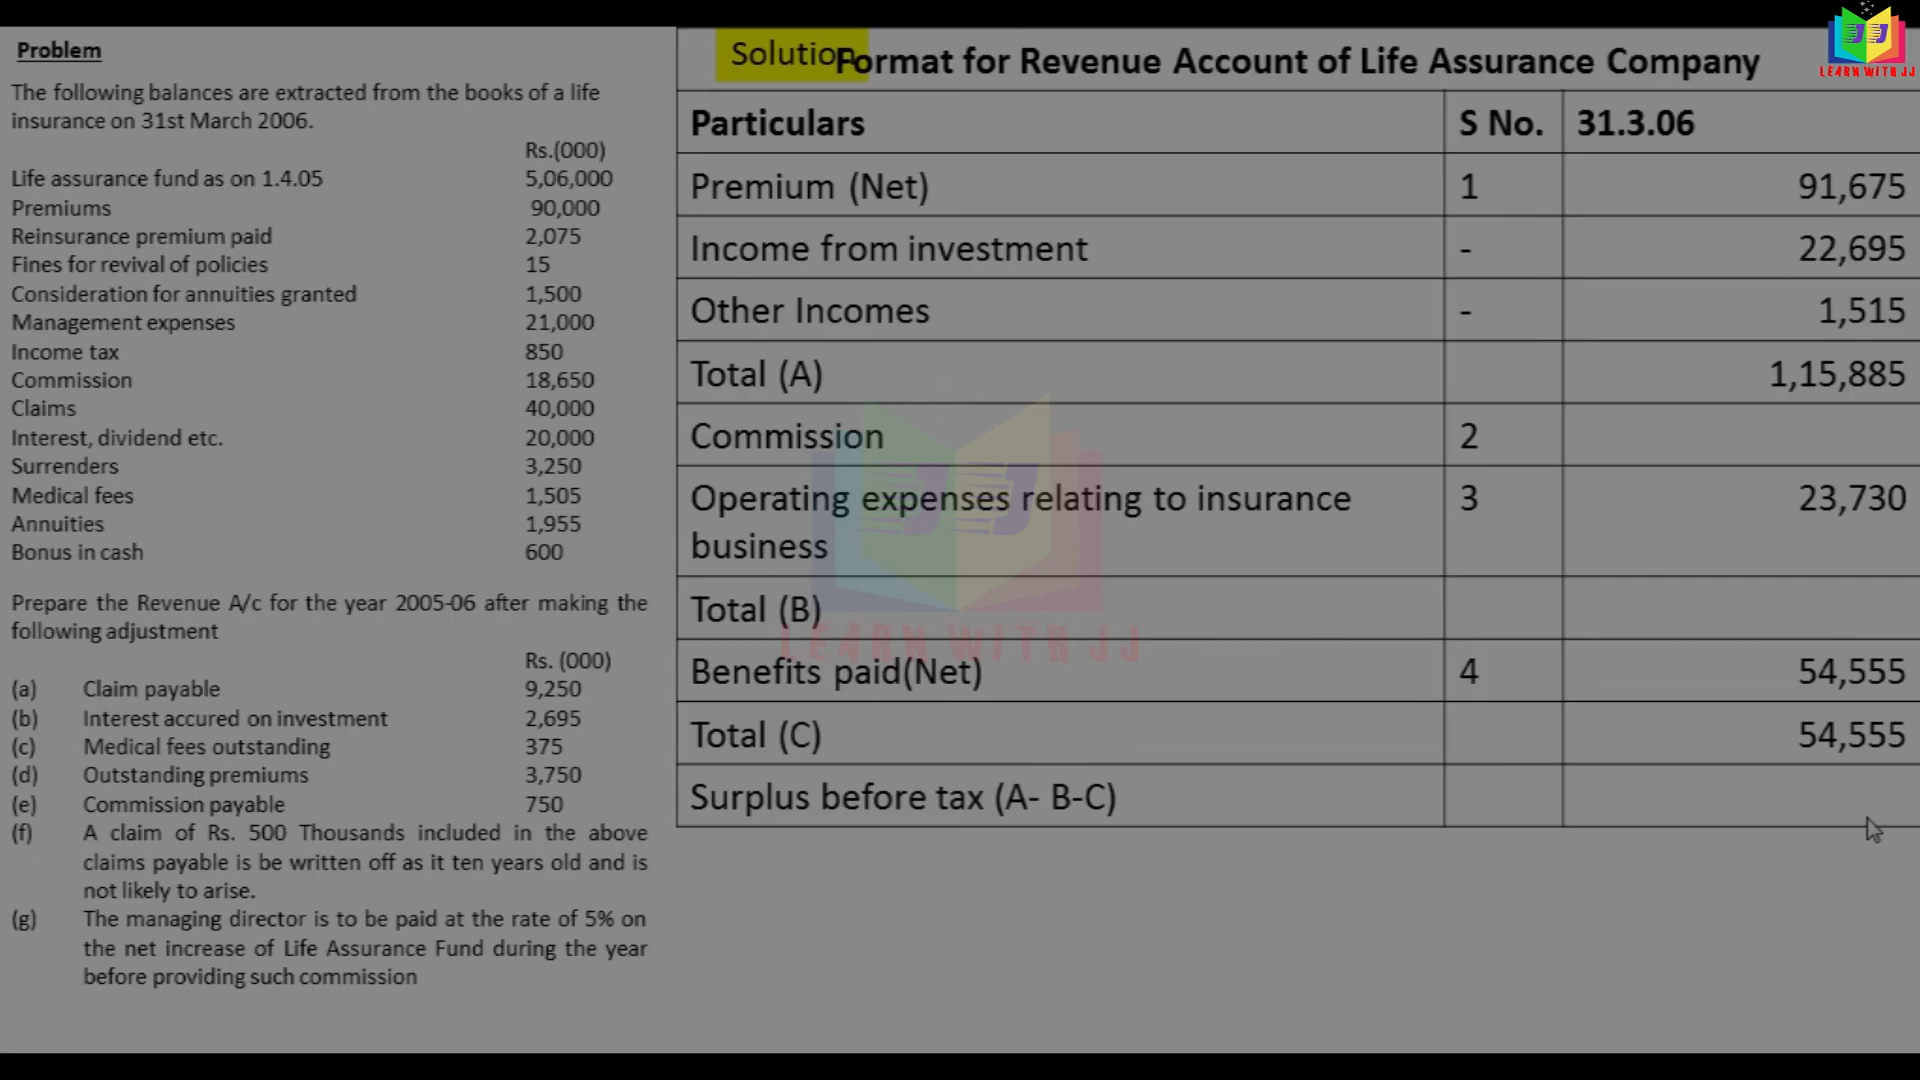 Problem
The following balances are extracted from the books of a life
insurance on 31st March 2006.
Rs.(000)
Life assurance fund as on 1.4.05 5,06,000
Premiums 90,000
Reinsurance premium paid 2,075
Fines for revival of policies 15
Consideration for annuities granted 1,500
Management expenses 21,000
Income tax 850
Commission 18,650
Claims 40,000
Interest, dividend etc. 20,000
Surrenders 3,250
Medical fees 1,505
Annuities 1,955
Bonus in cash 600
Prepare the Revenue A/c for the year 2005-06 after making the
following adjustment
Rs. (000)
(a) Claim payable 9,250
(b) Interest accured on investment 2,695
(c) Medical fees outstanding 375
(d) Outstanding premiums 3,750
(e) Commission payable 750
(f) A claim of Rs. 500 Thousands included in the above
claims payable is be written off as it ten years old and is
not likely to arise.
(g) The managing director is to be paid at the rate of 5% on
the net increase of Life Assurance Fund during the year
before providing such commission
Solution
Format for Revenue Account of Life Assurance Company
Particulars S No. 31.3.06
Premium (Net) 1 91,675
Income from investment - 22,695
Other Incomes - 1,515
Total (A) 1,15,885
Commission 2
Operating expenses relating to insurance
business 3 23,730
Total (B)
Benefits paid(Net) 4 54,555
Total (C) 54,555
Surplus before tax (A- B-C)
JJ
LEARN WITH JJ
JJ
LEARN WITH JJ